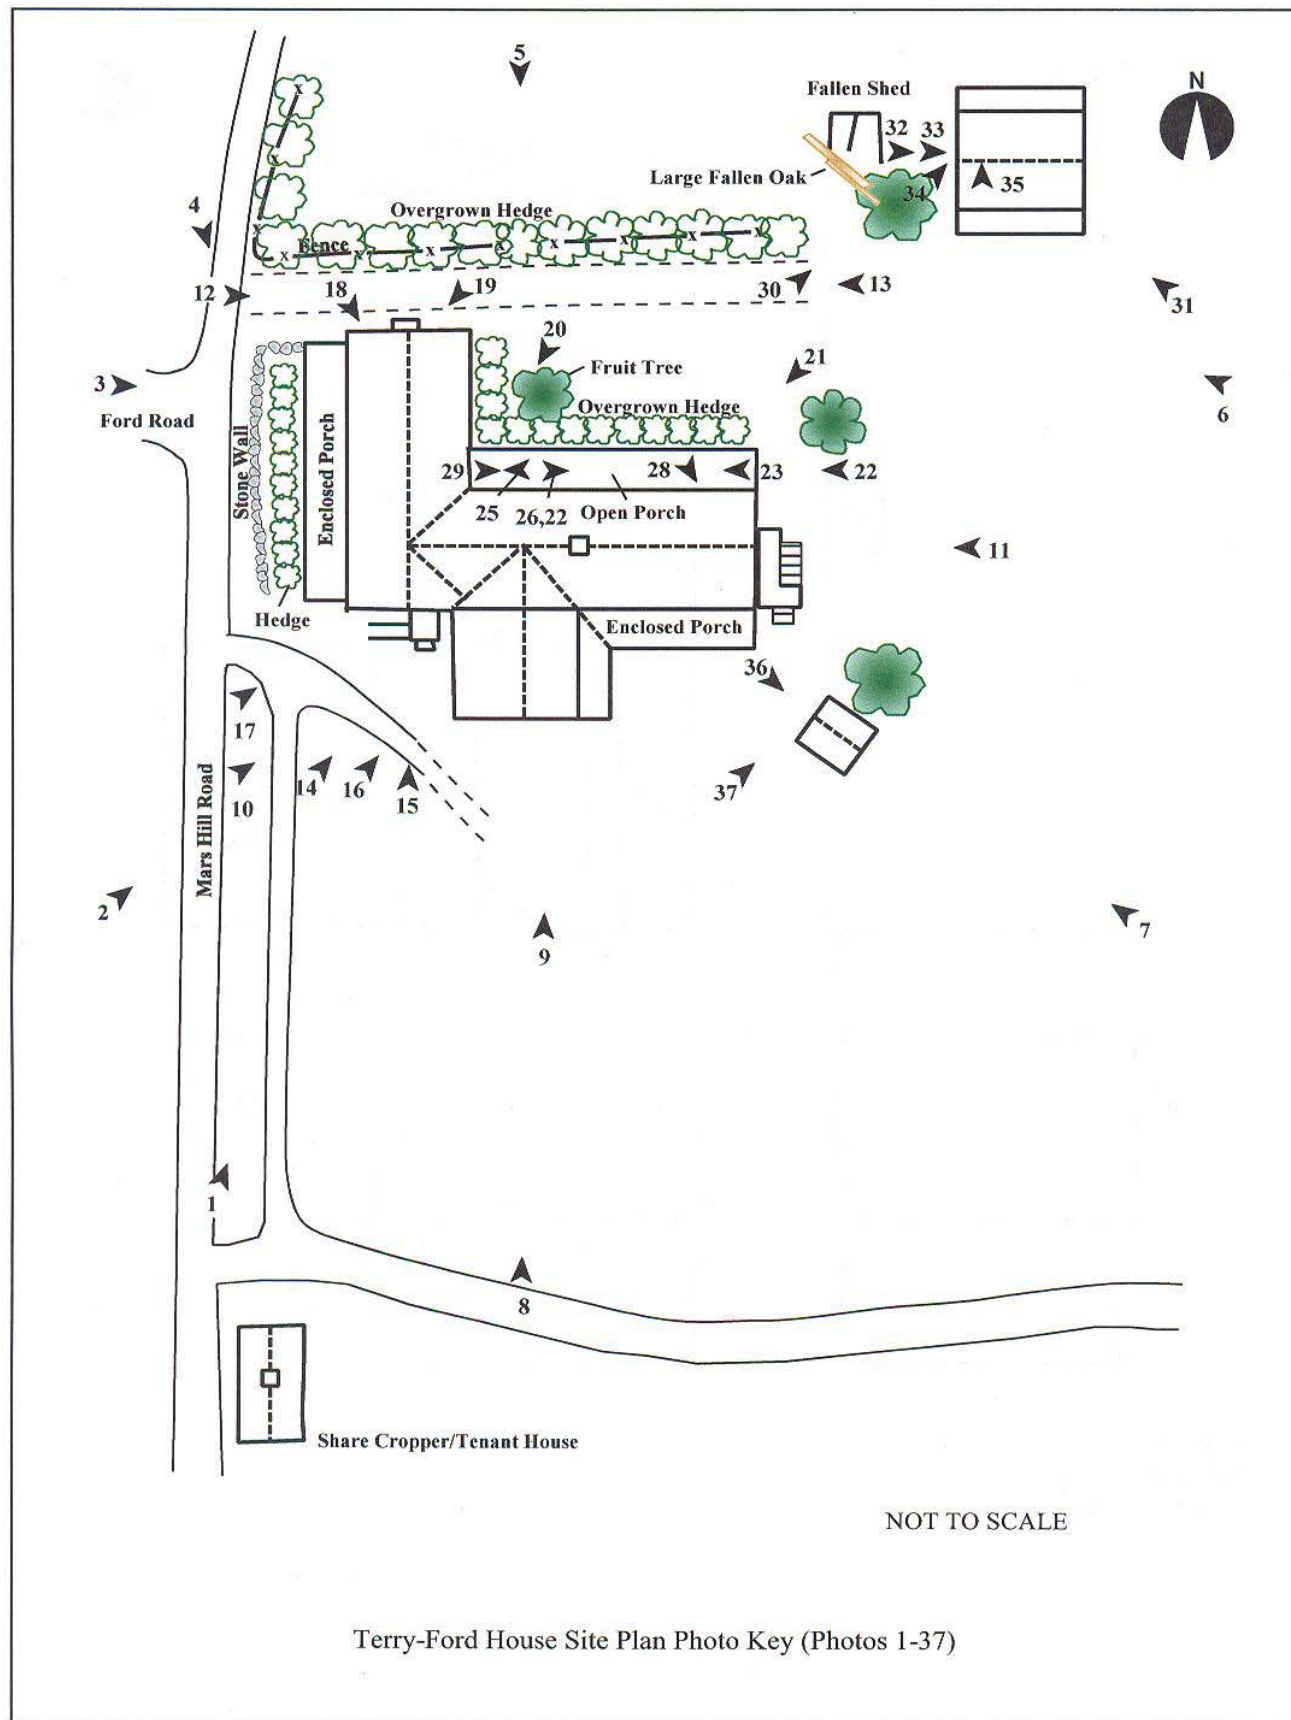 5
N
Fallen Shed
32 33
Large Fallen Oak
34
35
4
Overgrown Hedge
x
x
x
x
x
x
x
x
x
x
x
Fence
12
18
19
30
13
31
20
21
3
Fruit Tree
6
Ford Road
Overgrown Hedge
Stone Wall
Enclosed Porch
29
28
23
22
25
26,22
Open Porch
11
Hedge
Enclosed Porch
36
17
14
16
15
10
37
Mars Hill Road
2
7
9
1
8
Share Cropper/Tenant House
NOT TO SCALE
Terry-Ford House Site Plan Photo Key (Photos 1-37)